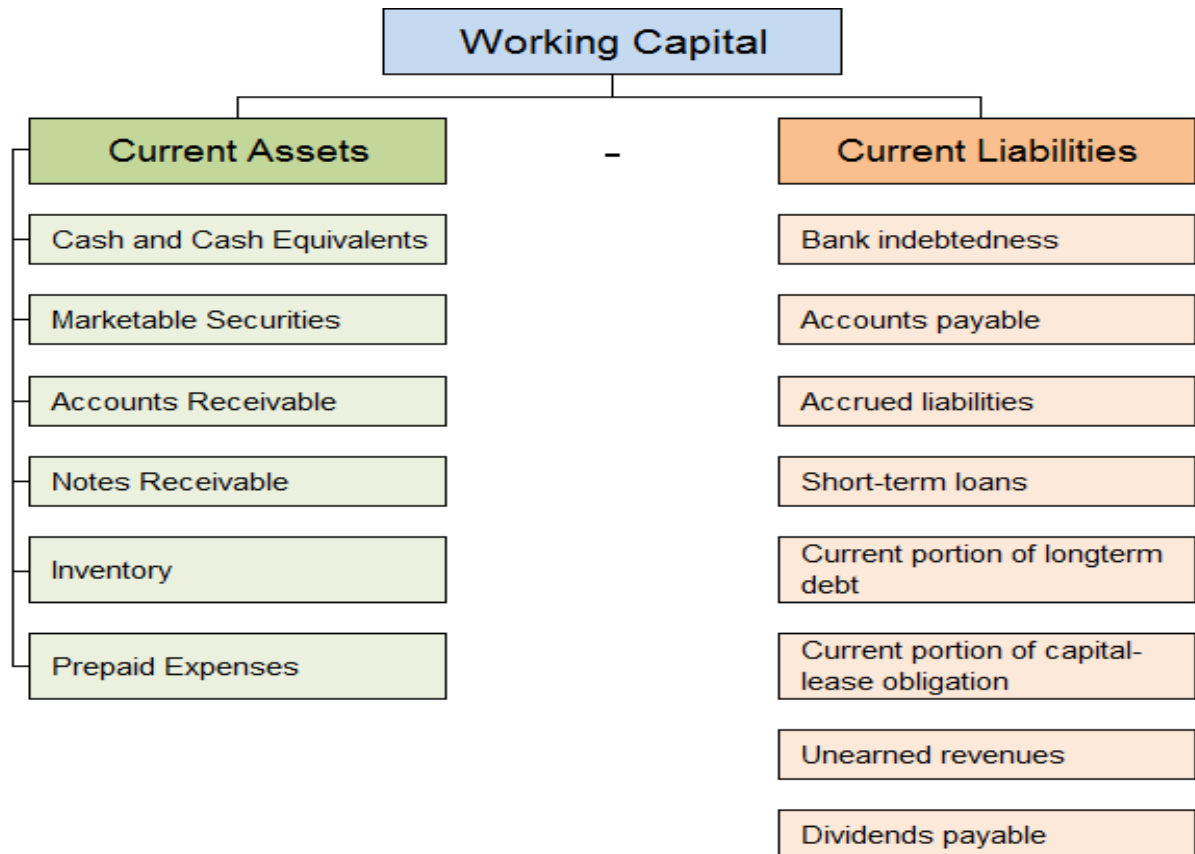 Working Capital
Current Assets
-
Current Liabilities
Cash and Cash Equivalents
Marketable Securities
Accounts Receivable
Notes Receivable
Inventory
Prepaid Expenses
Bank indebtedness
Accounts payable
Accrued liabilities
Short-term loans
Current portion of longterm
debt
Current portion of capital-
lease obligation
Unearned revenues
Dividends payable